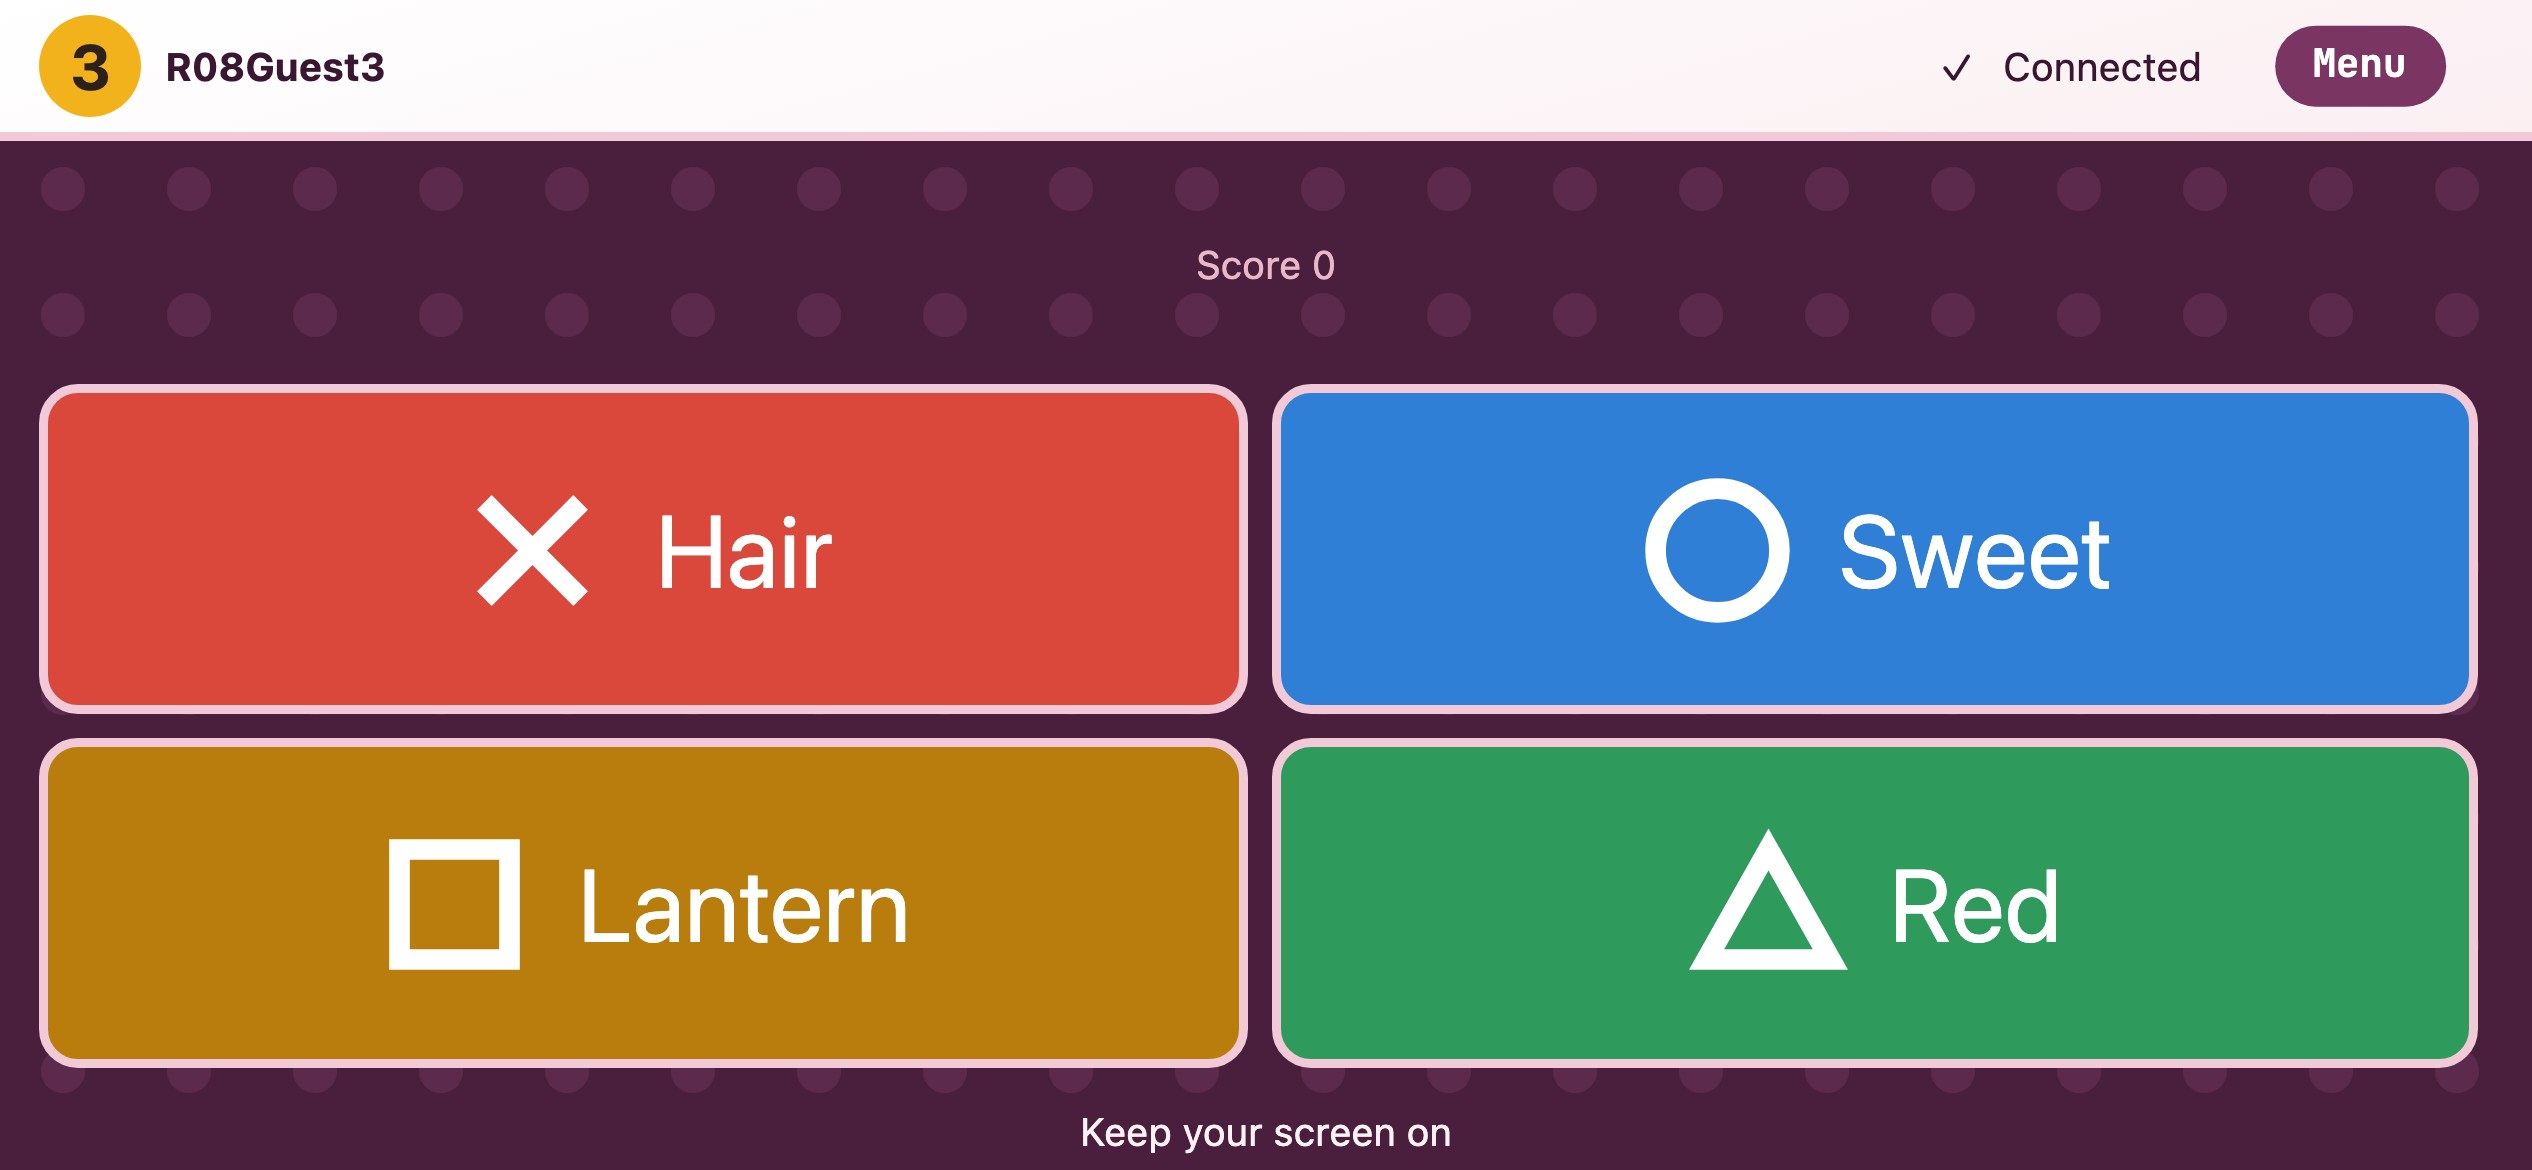 3 R08Guest3 ✓ Connected Menu
Score 0
Hair
Sweet
Lantern
Red
Keep your screen on